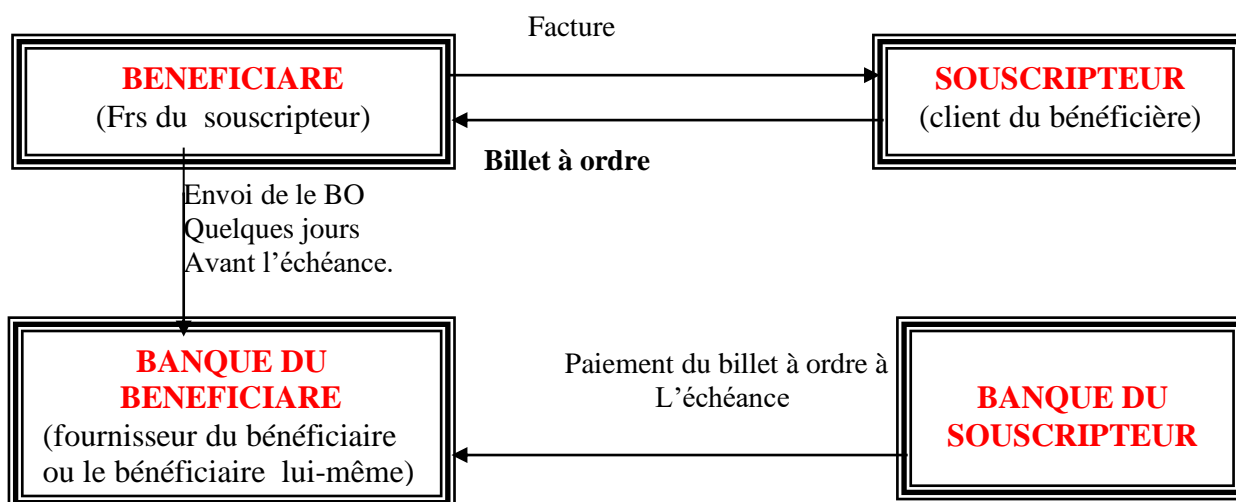 Facture
BENEFICIARE
(Frs du souscripteur)
SOUSCRIPTEUR
(client du bénéficière)
Billet à ordre
Envoi de le BO
Quelques jours
Avant l'échéance.
BANQUE DU
BENEFICIARE
(fournisseur du bénéficiaire
ou le bénéficiaire lui-même)
Paiement du billet à ordre à
L'échéance
BANQUE DU
SOUSCRIPTEUR